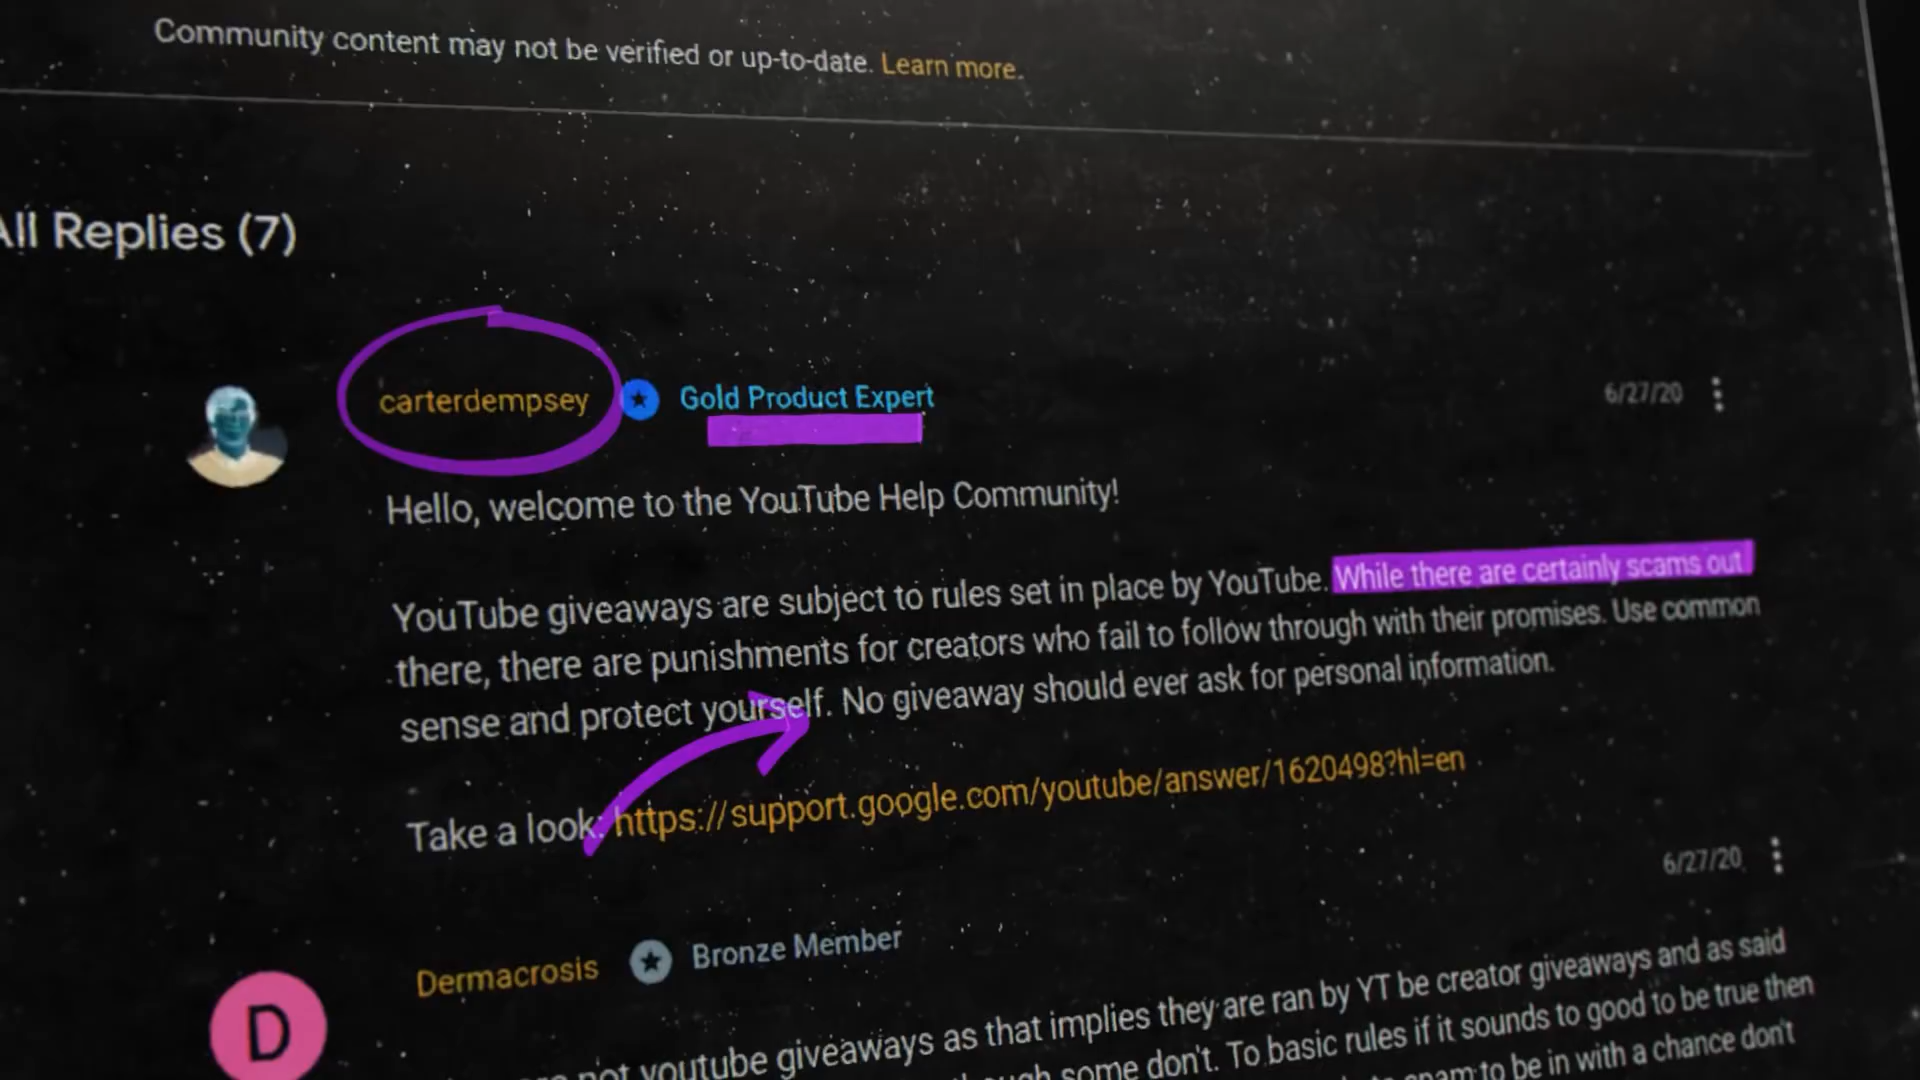 Community content may not be verified or up-to-date. Learn more.
All Replies (7)
carterdempsey Gold Product Expert 6/27/20
Hello, welcome to the YouTube Help Community!
YouTube giveaways are subject to rules set in place by YouTube. While there are certainly scams out
there, there are punishments for creators who fail to follow through with their promises. Use common
sense and protect yourself. No giveaway should ever ask for personal information.
Take a look: https://support.google.com/youtube/answer/1620498?hl=en
6/27/20
Dermacrosis Bronze Member
D
not youtube giveaways as that implies they are ran by YT be creator giveaways and as said
some don't. To basic rules if it sounds to good to be true then
to be in with a chance don't